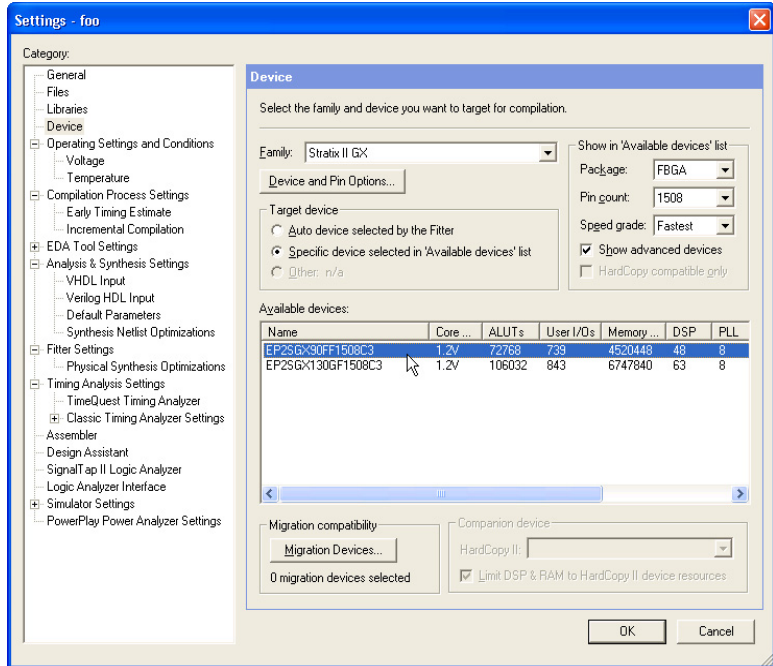 Settings - foo
Category:
General
Files
Libraries
Device
Operating Settings and Conditions
Voltage
Temperature
Compilation Process Settings
Early Timing Estimate
Incremental Compilation
EDA Tool Settings
Analysis & Synthesis Settings
VHDL Input
Verilog HDL Input
Default Parameters
Synthesis Netlist Optimizations
Fitter Settings
Physical Synthesis Optimizations
Timing Analysis Settings
TimeQuest Timing Analyzer
Classic Timing Analyzer Settings
Assembler
Design Assistant
SignalTap II Logic Analyzer
Logic Analyzer Interface
Simulator Settings
PowerPlay Power Analyzer Settings
Device
Select the family and device you want to target for compilation.
Family: Stratix II GX
Device and Pin Options...
Target device
Auto device selected by the Fitter
Specific device selected in 'Available devices' list
Other: n/a
Show in 'Available devices' list
Package: FBGA
Pin count: 1508
Speed grade: Fastest
Show advanced devices
HardCopy compatible only
Available devices:
Name Core ... ALUTs User I/Os Memory ... DSP PLL
EP2SGX90FF1508C3 1.2V 72768 739 4520448 48 8
EP2SGX130GF1508C3 1.2V 106032 843 6747840 63 8
Migration compatibility
Migration Devices...
0 migration devices selected
Companion device
HardCopy II:
Limit DSP & RAM to HardCopy II device resources
OK Cancel